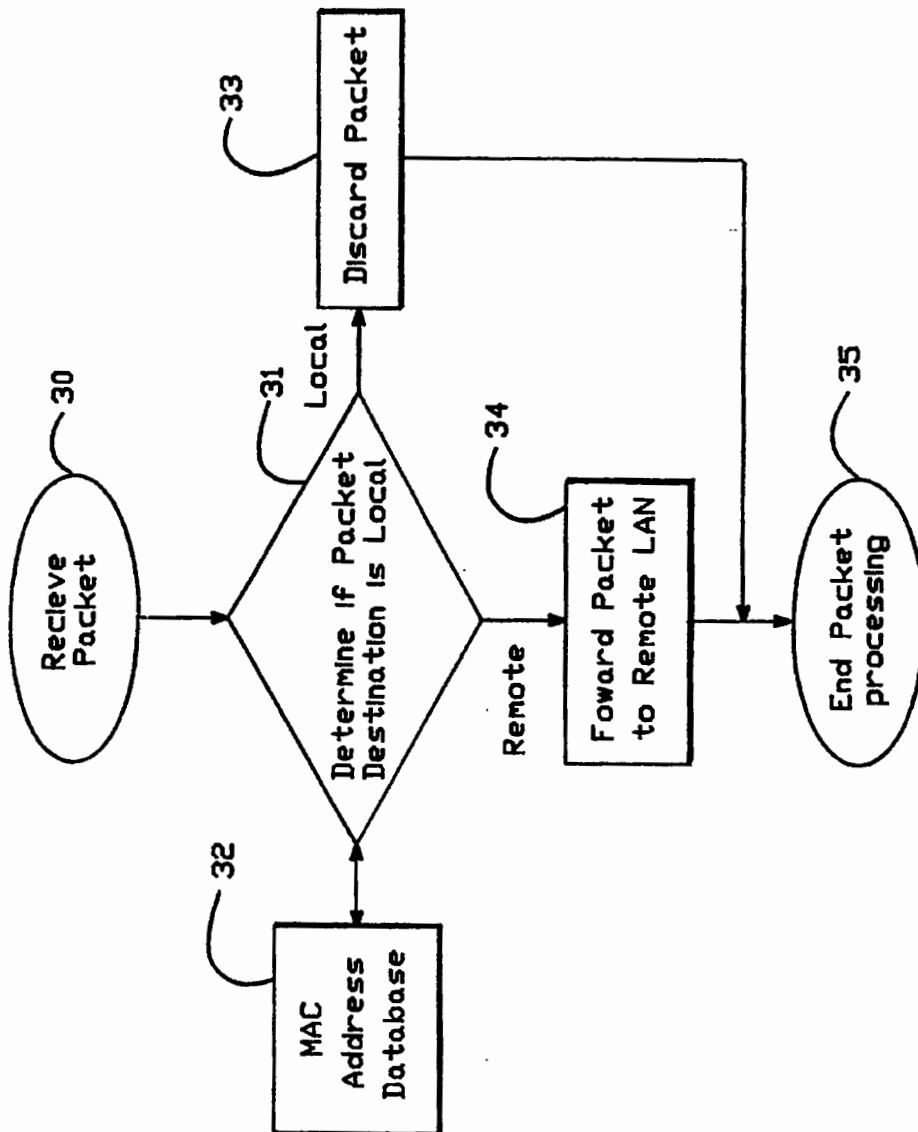 30
Recieve
Packet
31
Determine If Packet
Destination Is Local
32
MAC
Address
Database
Local
33
Discard Packet
Remote
34
Foward Packet
to Remote LAN
35
End Packet
processing